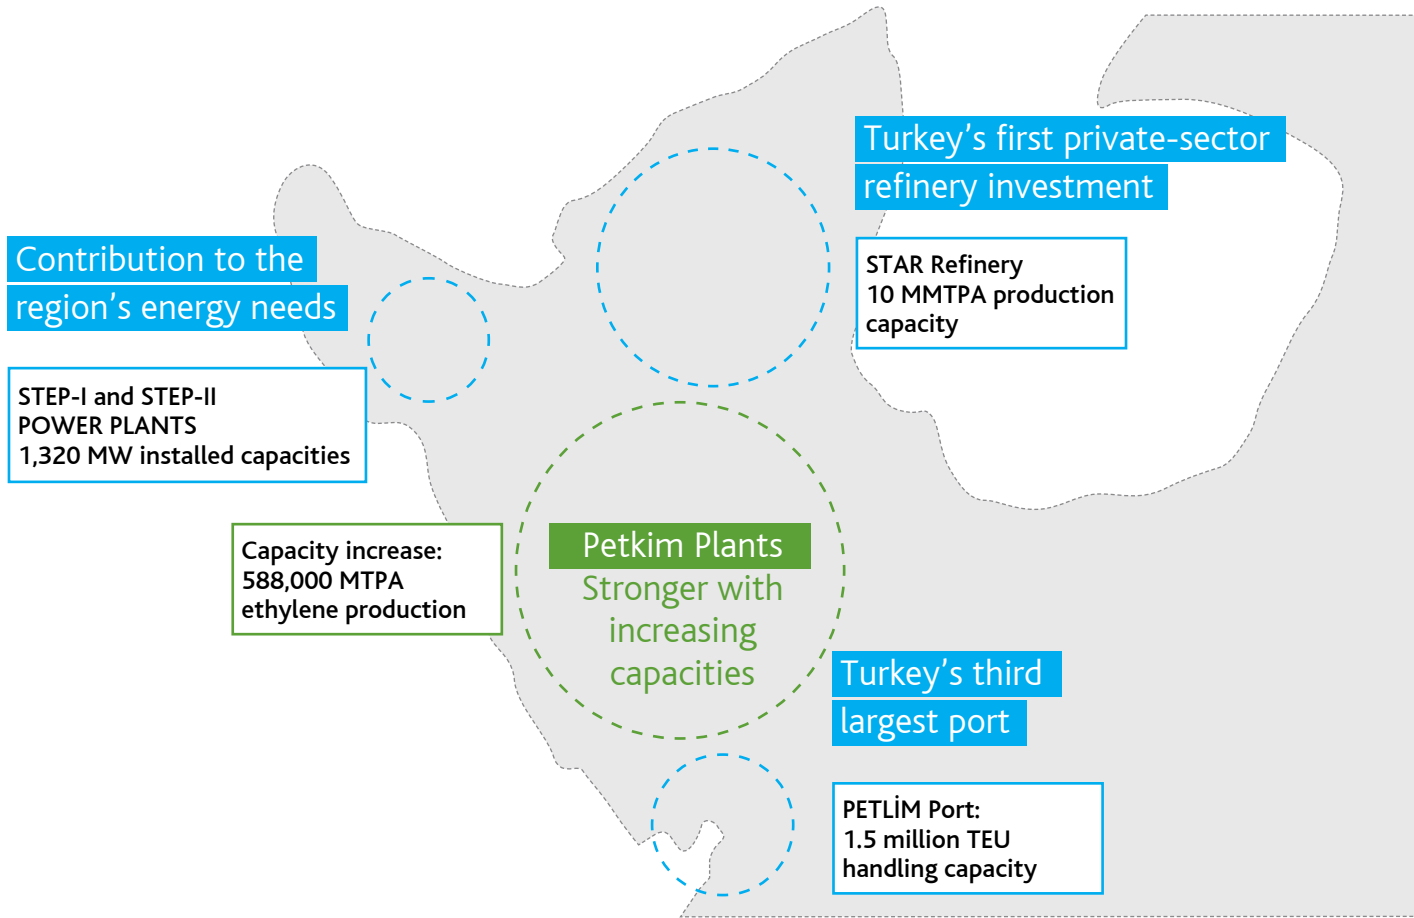 Turkey's first private-sector
refinery investment
STAR Refinery
10 MMTPA production
capacity
Contribution to the
region's energy needs
STEP-I and STEP-II
POWER PLANTS
1,320 MW installed capacities
Capacity increase:
588,000 MTPA
ethylene production
Petkim Plants
Stronger with
increasing
capacities
Turkey's third
largest port
PETLİM Port:
1.5 million TEU
handling capacity